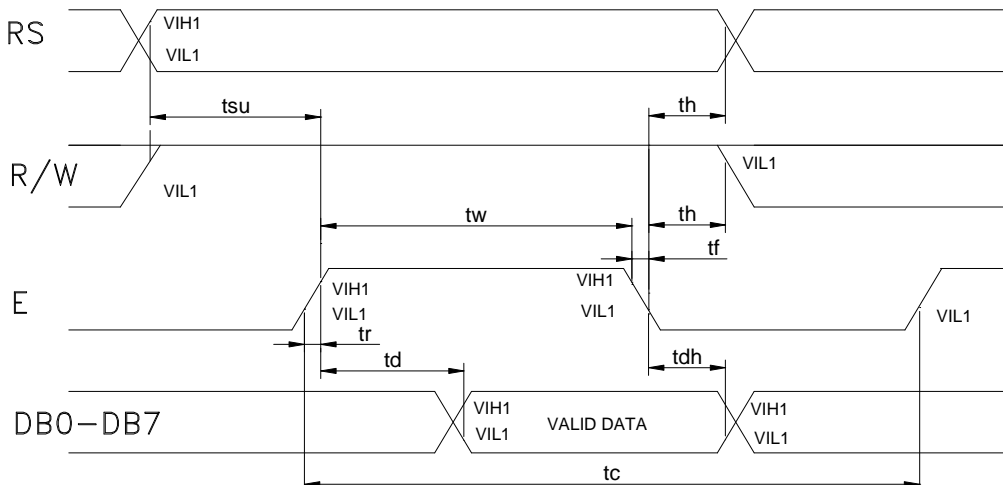 RS
VIH1
VIL1
tsu
th
R/W
VIL1
VIL1
tw
th
tf
E
VIH1
VIL1
VIH1
VIL1
VIL1
tr
td
tdh
DB0-DB7
VIH1
VIL1
VALID DATA
VIH1
VIL1
tc